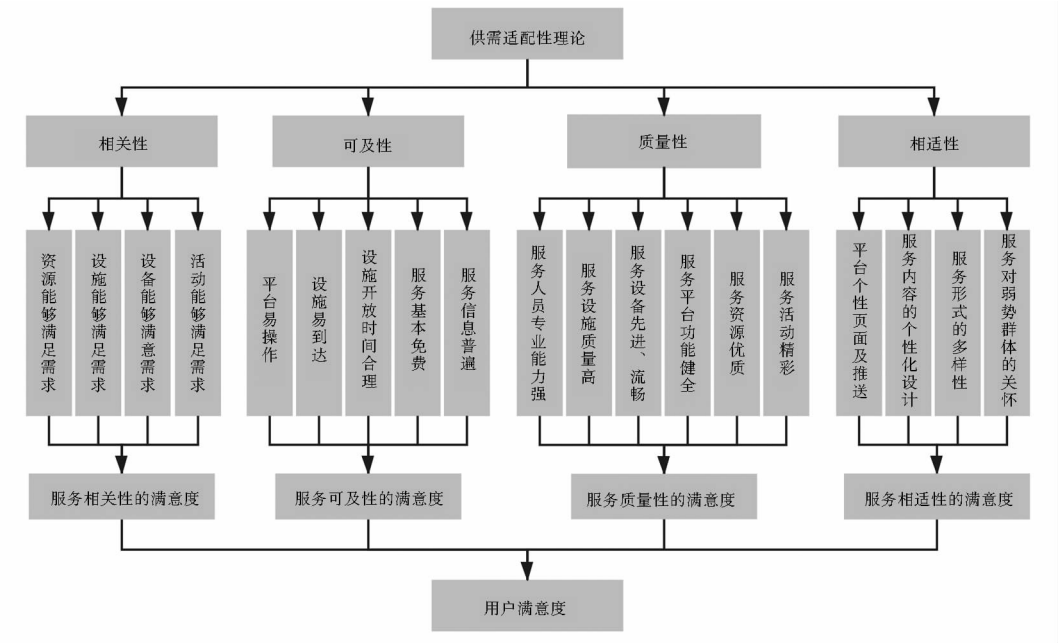 供需适配性理论
相关性
可及性
质量性
相适性
资源能够满足需求
设施能够满足需求
设备能够满意需求
活动能够满足需求
平台易操作
设施易到达
设施开放时间合理
服务基本免费
服务信息普遍
服务人员专业能力强
服务设施质量高
服务设备先进、流畅
服务平台功能健全
服务资源优质
服务活动精彩
平台个性页面及推送
服务内容的个性化设计
服务形式的多样性
服务对弱势群体的关怀
服务相关性的满意度
服务可及性的满意度
服务质量性的满意度
服务相适性的满意度
用户满意度